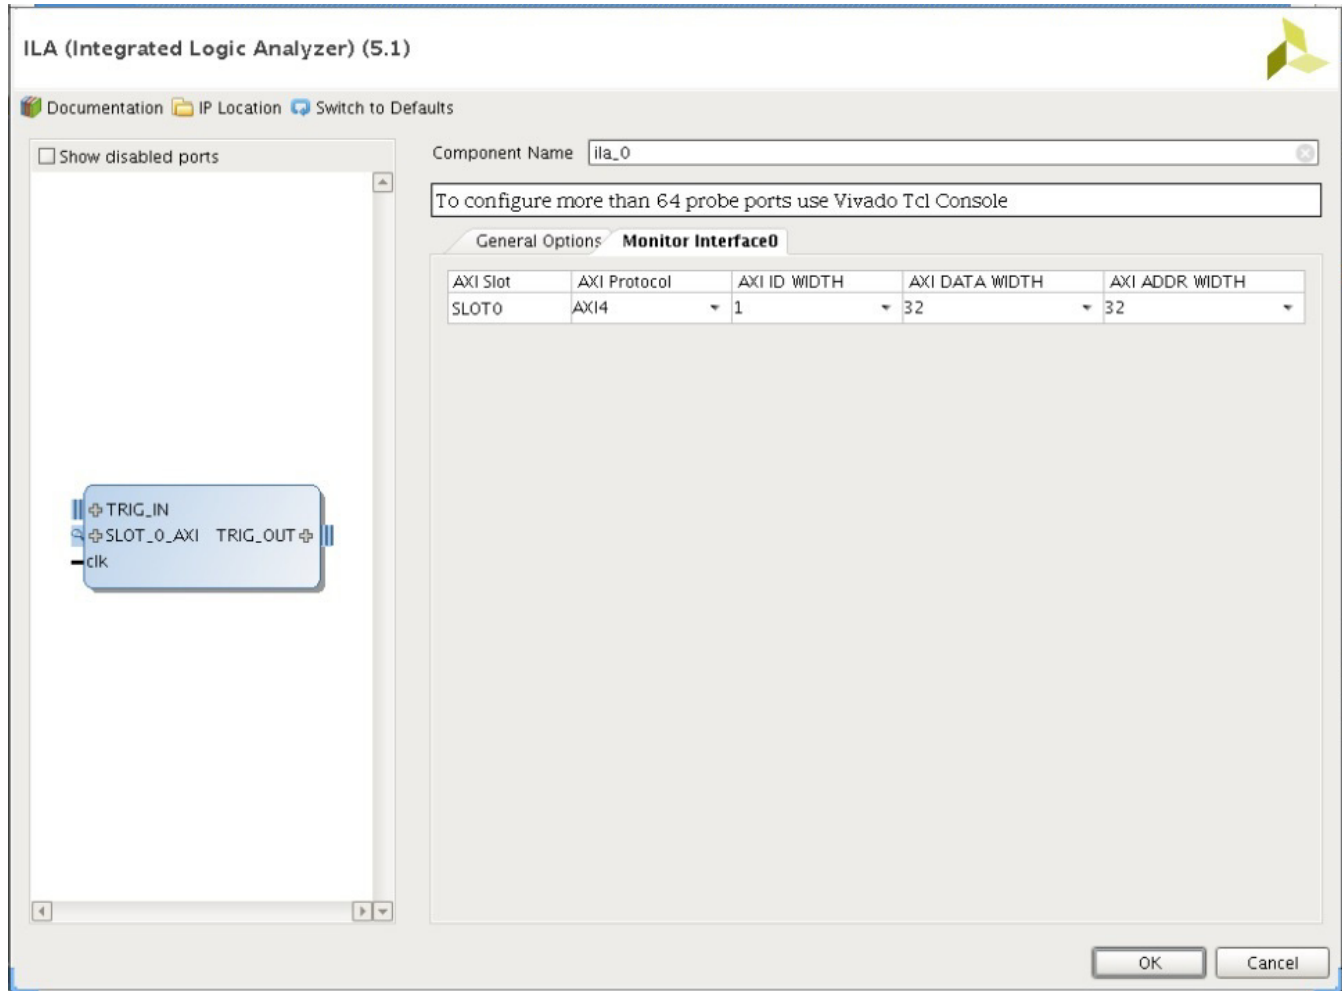 ILA (Integrated Logic Analyzer) (5.1)
Documentation IP Location Switch to Defaults
Show disabled ports
Component Name ila_0
To configure more than 64 probe ports use Vivado Tcl Console
General Options Monitor Interface0
AXI Slot AXI Protocol AXI ID WIDTH AXI DATA WIDTH AXI ADDR WIDTH
SLOT0 AXI4 1 32 32
TRIG_IN
SLOT_0_AXI TRIG_OUT
clk
OK Cancel